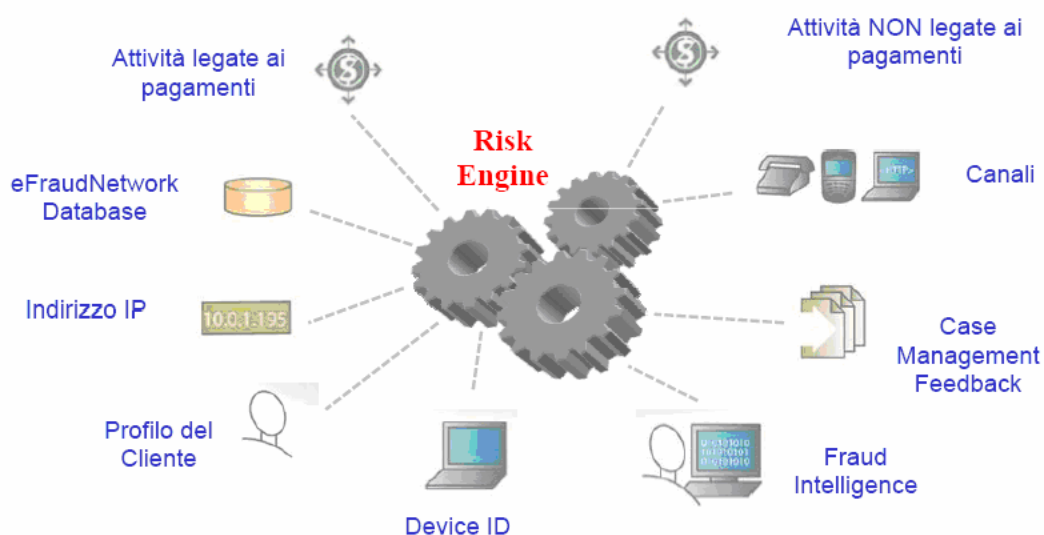 Attività legate ai
pagamenti
Attività NON legate ai
pagamenti
Risk
Engine
eFraudNetwork
Database
Canali
HTTP>
Indirizzo IP
10.0.1.195
Case
Management
Feedback
Profilo del
Cliente
Fraud
Intelligence
Device ID